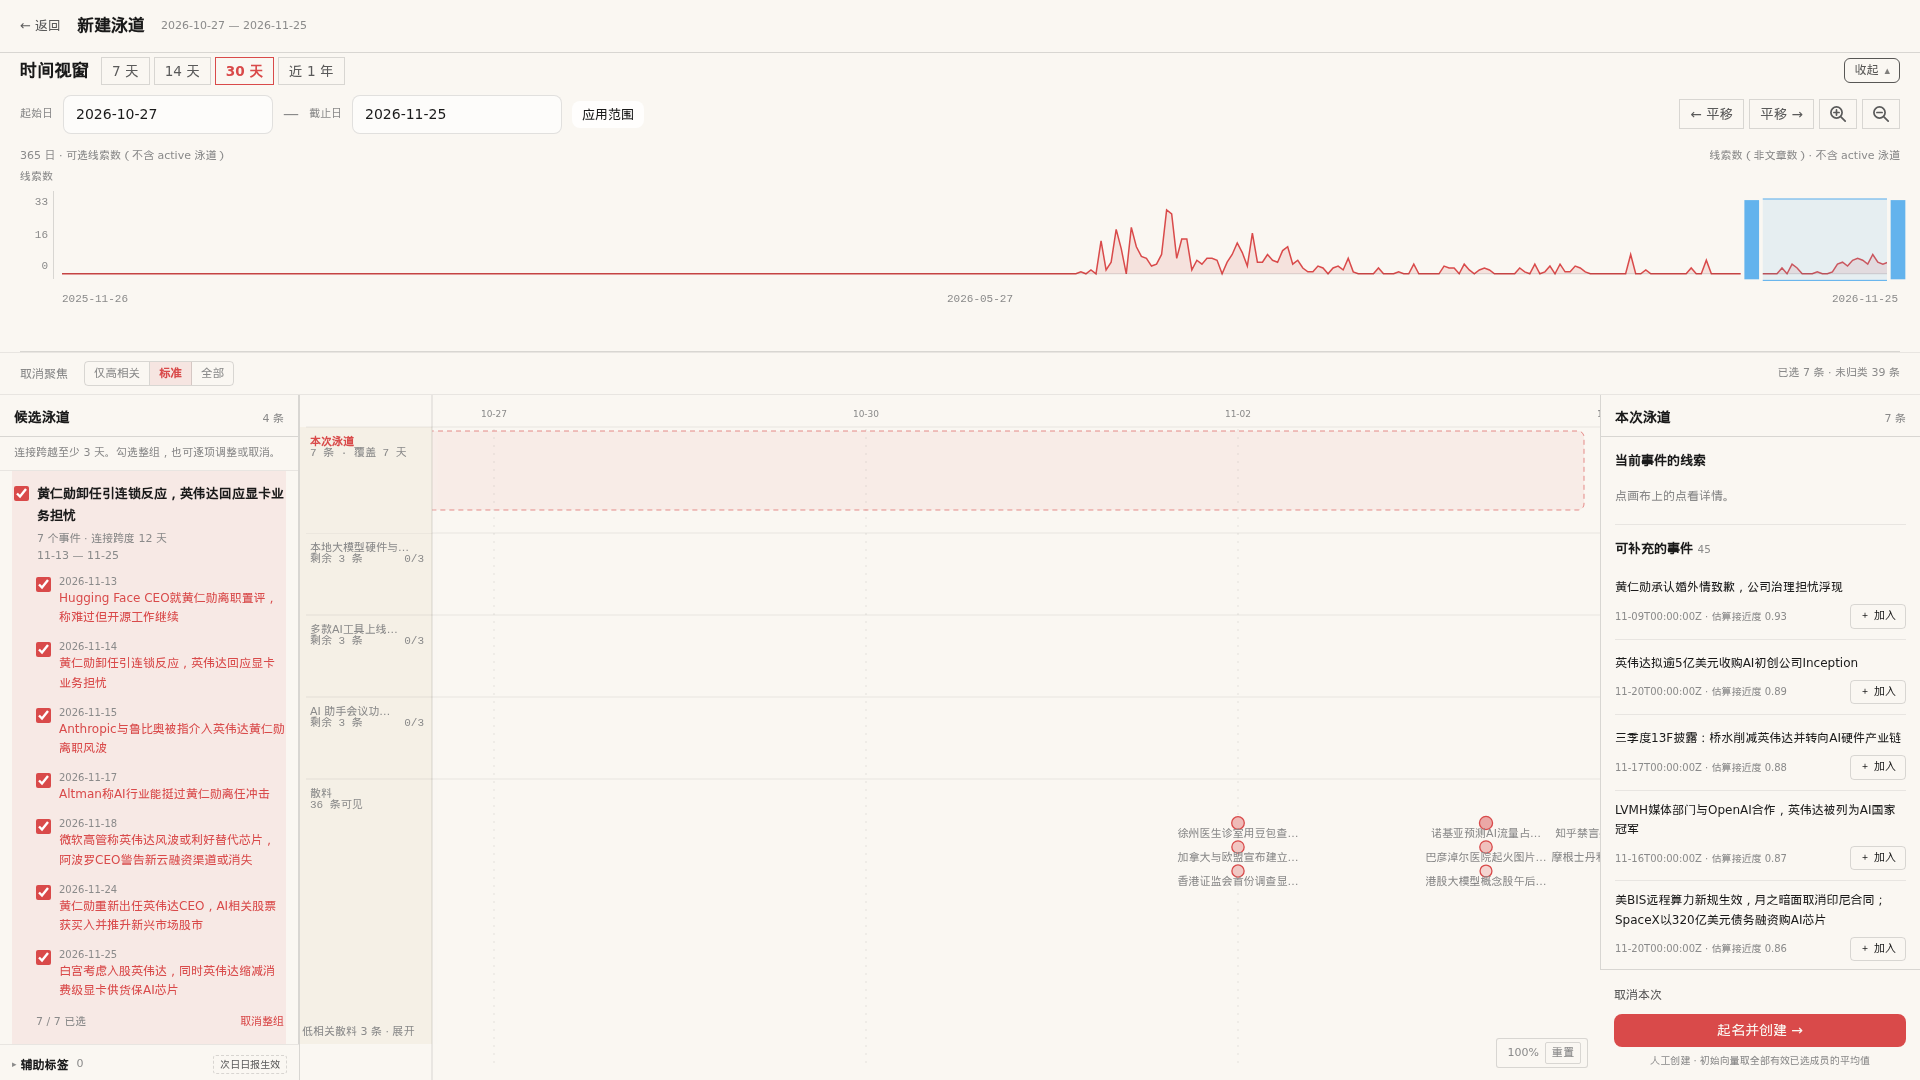 ← 返回 新建泳道 2026-10-27 — 2026-11-25
时间视窗 7 天 14 天 30 天 近 1 年 收起 ▴
起始日 2026-10-27 — 截止日 2026-11-25 应用范围 ← 平移 平移 →
365 日 · 可选线索数 ( 不含 active 泳道 ) 线索数 ( 非文章数 ) · 不含 active 泳道
线索数
33
16
0
2025-11-26 2026-05-27 2026-11-25
取消聚焦 仅高相关 标准 全部 已选 7 条 · 未归类 39 条
候选泳道 4 条
连接跨越至少 3 天。勾选整组，也可逐项调整或取消。
黄仁勋卸任引连锁反应，英伟达回应显卡业
务担忧
7 个事件 · 连接跨度 12 天
11-13 — 11-25
2026-11-13
Hugging Face CEO就黄仁勋离职置评，
称难过但开源工作继续
2026-11-14
黄仁勋卸任引连锁反应，英伟达回应显卡
业务担忧
2026-11-15
Anthropic与鲁比奥被指介入英伟达黄仁勋
离职风波
2026-11-17
Altman称AI行业能挺过黄仁勋离任冲击
2026-11-18
微软高管称英伟达风波或利好替代芯片，
阿波罗CEO警告新云融资渠道或消失
2026-11-24
黄仁勋重新出任英伟达CEO，AI相关股票
获买入并推升新兴市场股市
2026-11-25
白宫考虑入股英伟达，同时英伟达缩减消
费级显卡供货保AI芯片
7 / 7 已选 取消整组
▸ 辅助标签 0 次日日报生效
10-27 10-30 11-02
本次泳道
7 条 · 覆盖 7 天
本地大模型硬件与…
剩余 3 条 0/3
多款AI工具上线…
剩余 3 条 0/3
AI 助手会议功…
剩余 3 条 0/3
散料
36 条可见
徐州医生诊室用豆包查… 诺基亚预测AI流量占… 知乎禁言
加拿大与欧盟宣布建立… 巴彦淖尔医院起火图片… 摩根士丹利
香港证监会首份调查显… 港股大模型概念股午后…
低相关散料 3 条 · 展开
100% 重置
本次泳道 7 条
当前事件的线索
点画布上的点看详情。
可补充的事件 45
黄仁勋承认婚外情致歉，公司治理担忧浮现
11-09T00:00:00Z · 估算接近度 0.93 + 加入
英伟达拟逾5亿美元收购AI初创公司Inception
11-20T00:00:00Z · 估算接近度 0.89 + 加入
三季度13F披露：桥水削减英伟达并转向AI硬件产业链
11-17T00:00:00Z · 估算接近度 0.88 + 加入
LVMH媒体部门与OpenAI合作，英伟达被列为AI国家
冠军
11-16T00:00:00Z · 估算接近度 0.87 + 加入
美BIS远程算力新规生效，月之暗面取消印尼合同；
SpaceX以320亿美元债务融资购AI芯片
11-20T00:00:00Z · 估算接近度 0.86 + 加入
取消本次
起名并创建 →
人工创建 · 初始向量取全部有效已选成员的平均值